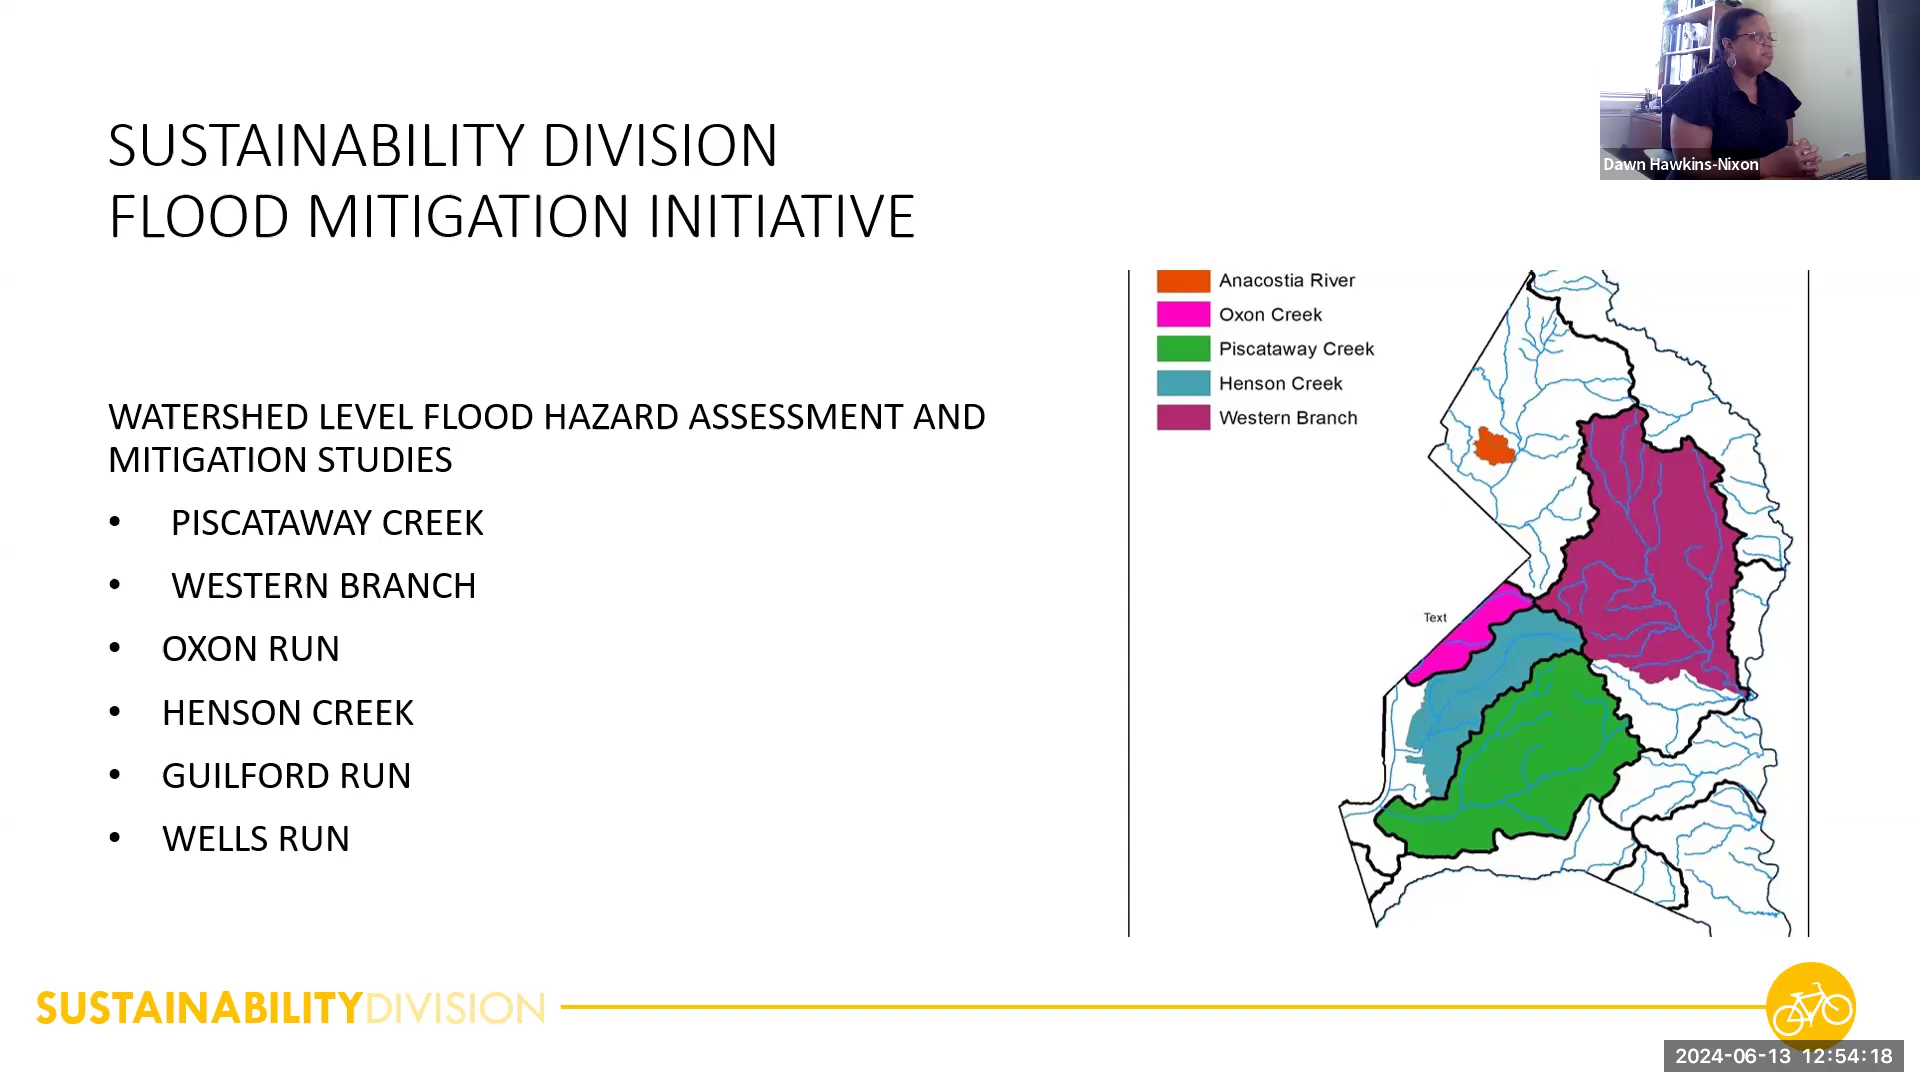 SUSTAINABILITY DIVISION
FLOOD MITIGATION INITIATIVE
Dawn Hawkins-Nixon
WATERSHED LEVEL FLOOD HAZARD ASSESSMENT AND
MITIGATION STUDIES
• PISCATAWAY CREEK
• WESTERN BRANCH
• OXON RUN
• HENSON CREEK
• GUILFORD RUN
• WELLS RUN
Anacostia River
Oxon Creek
Piscataway Creek
Henson Creek
Western Branch
Text
SUSTAINABILITYDIVISION
2024-06-13 12:54:18